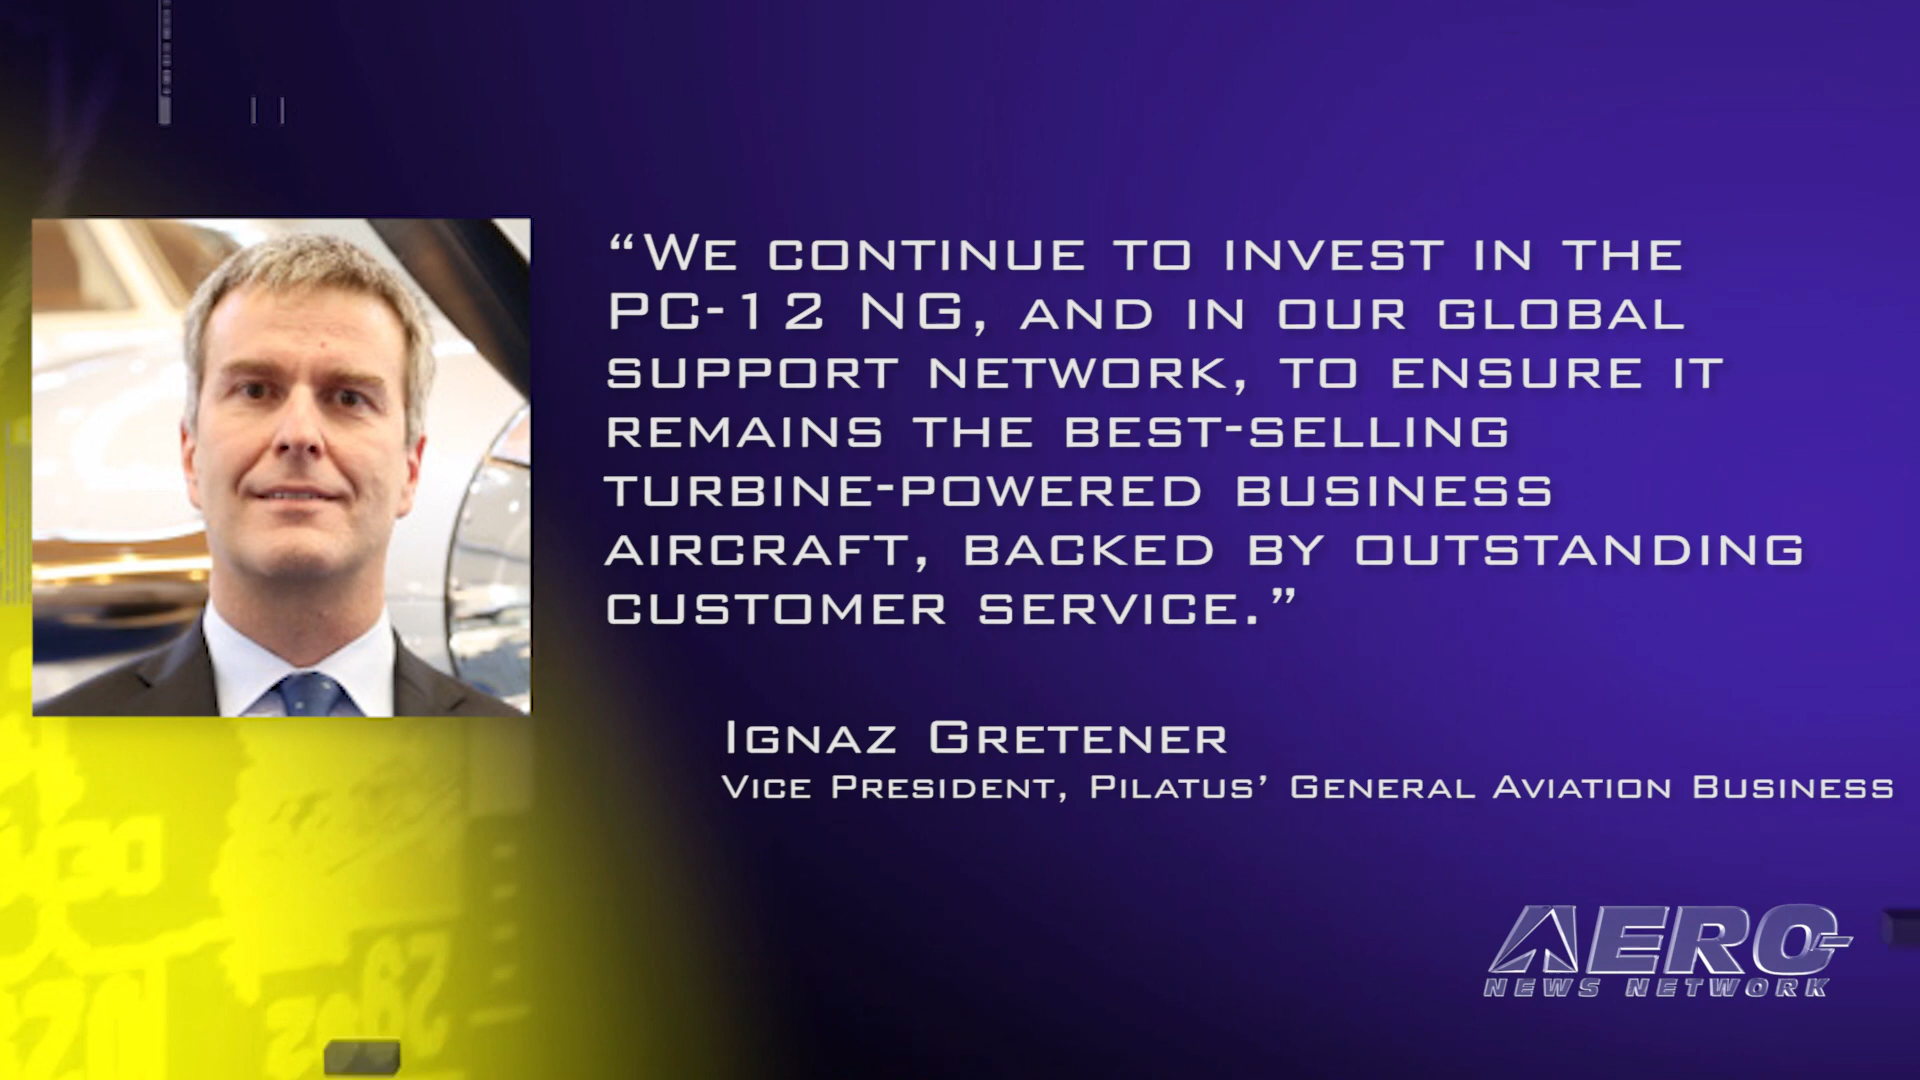 “We continue to invest in the
PC-12 NG, and in our global
support network, to ensure it
remains the best-selling
turbine-powered business
aircraft, backed by outstanding
customer service.”
Ignaz Gretener
Vice President, Pilatus’ General Aviation Business
AERO-
NEWS NETWORK